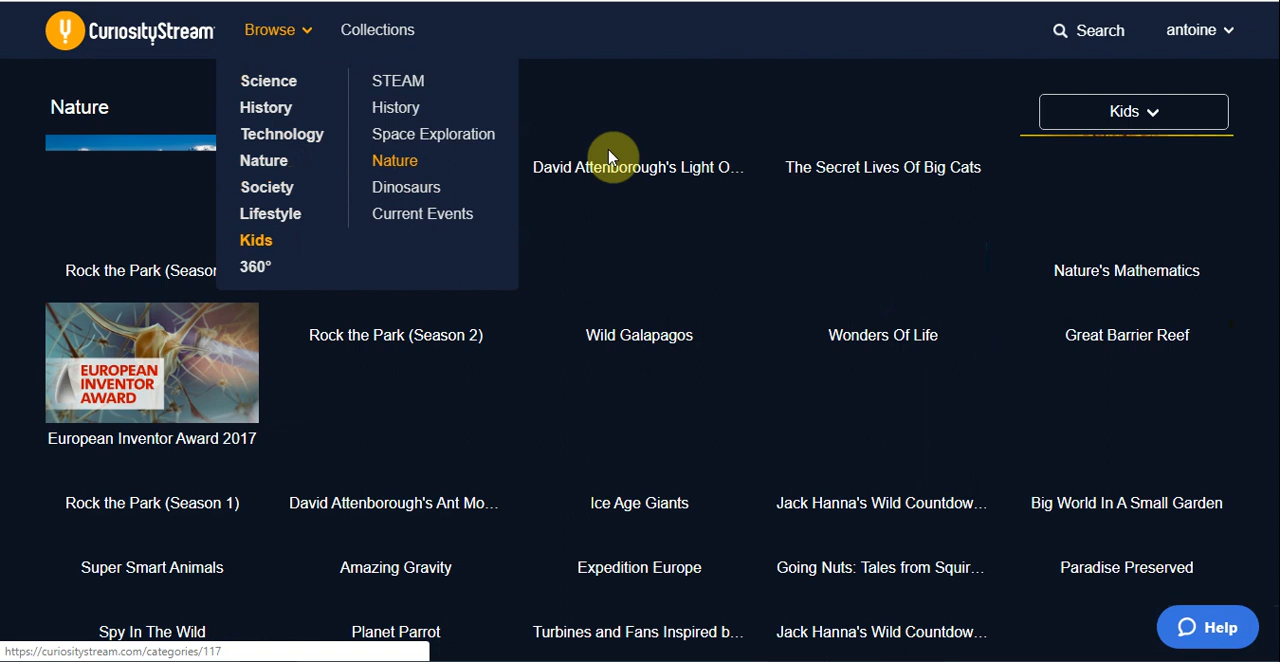 CURIOSITYSTREAM
Browse
Collections
Search
antoine
Science
History
Technology
Nature
Society
Lifestyle
Kids
360°
STEAM
History
Space Exploration
Nature
Dinosaurs
Current Events
Nature
Kids
David Attenborough's Light O...
The Secret Lives Of Big Cats
Rock the Park (Season
Nature's Mathematics
EUROPEAN
INVENTOR
AWARD
European Inventor Award 2017
Rock the Park (Season 2)
Wild Galapagos
Wonders Of Life
Great Barrier Reef
Rock the Park (Season 1)
David Attenborough's Ant Mo...
Ice Age Giants
Jack Hanna's Wild Countdow...
Big World In A Small Garden
Super Smart Animals
Amazing Gravity
Expedition Europe
Going Nuts: Tales from Squir...
Paradise Preserved
Spy In The Wild
Planet Parrot
Turbines and Fans Inspired b...
Jack Hanna's Wild Countdow...
Help
https://curiositystream.com/categories/117